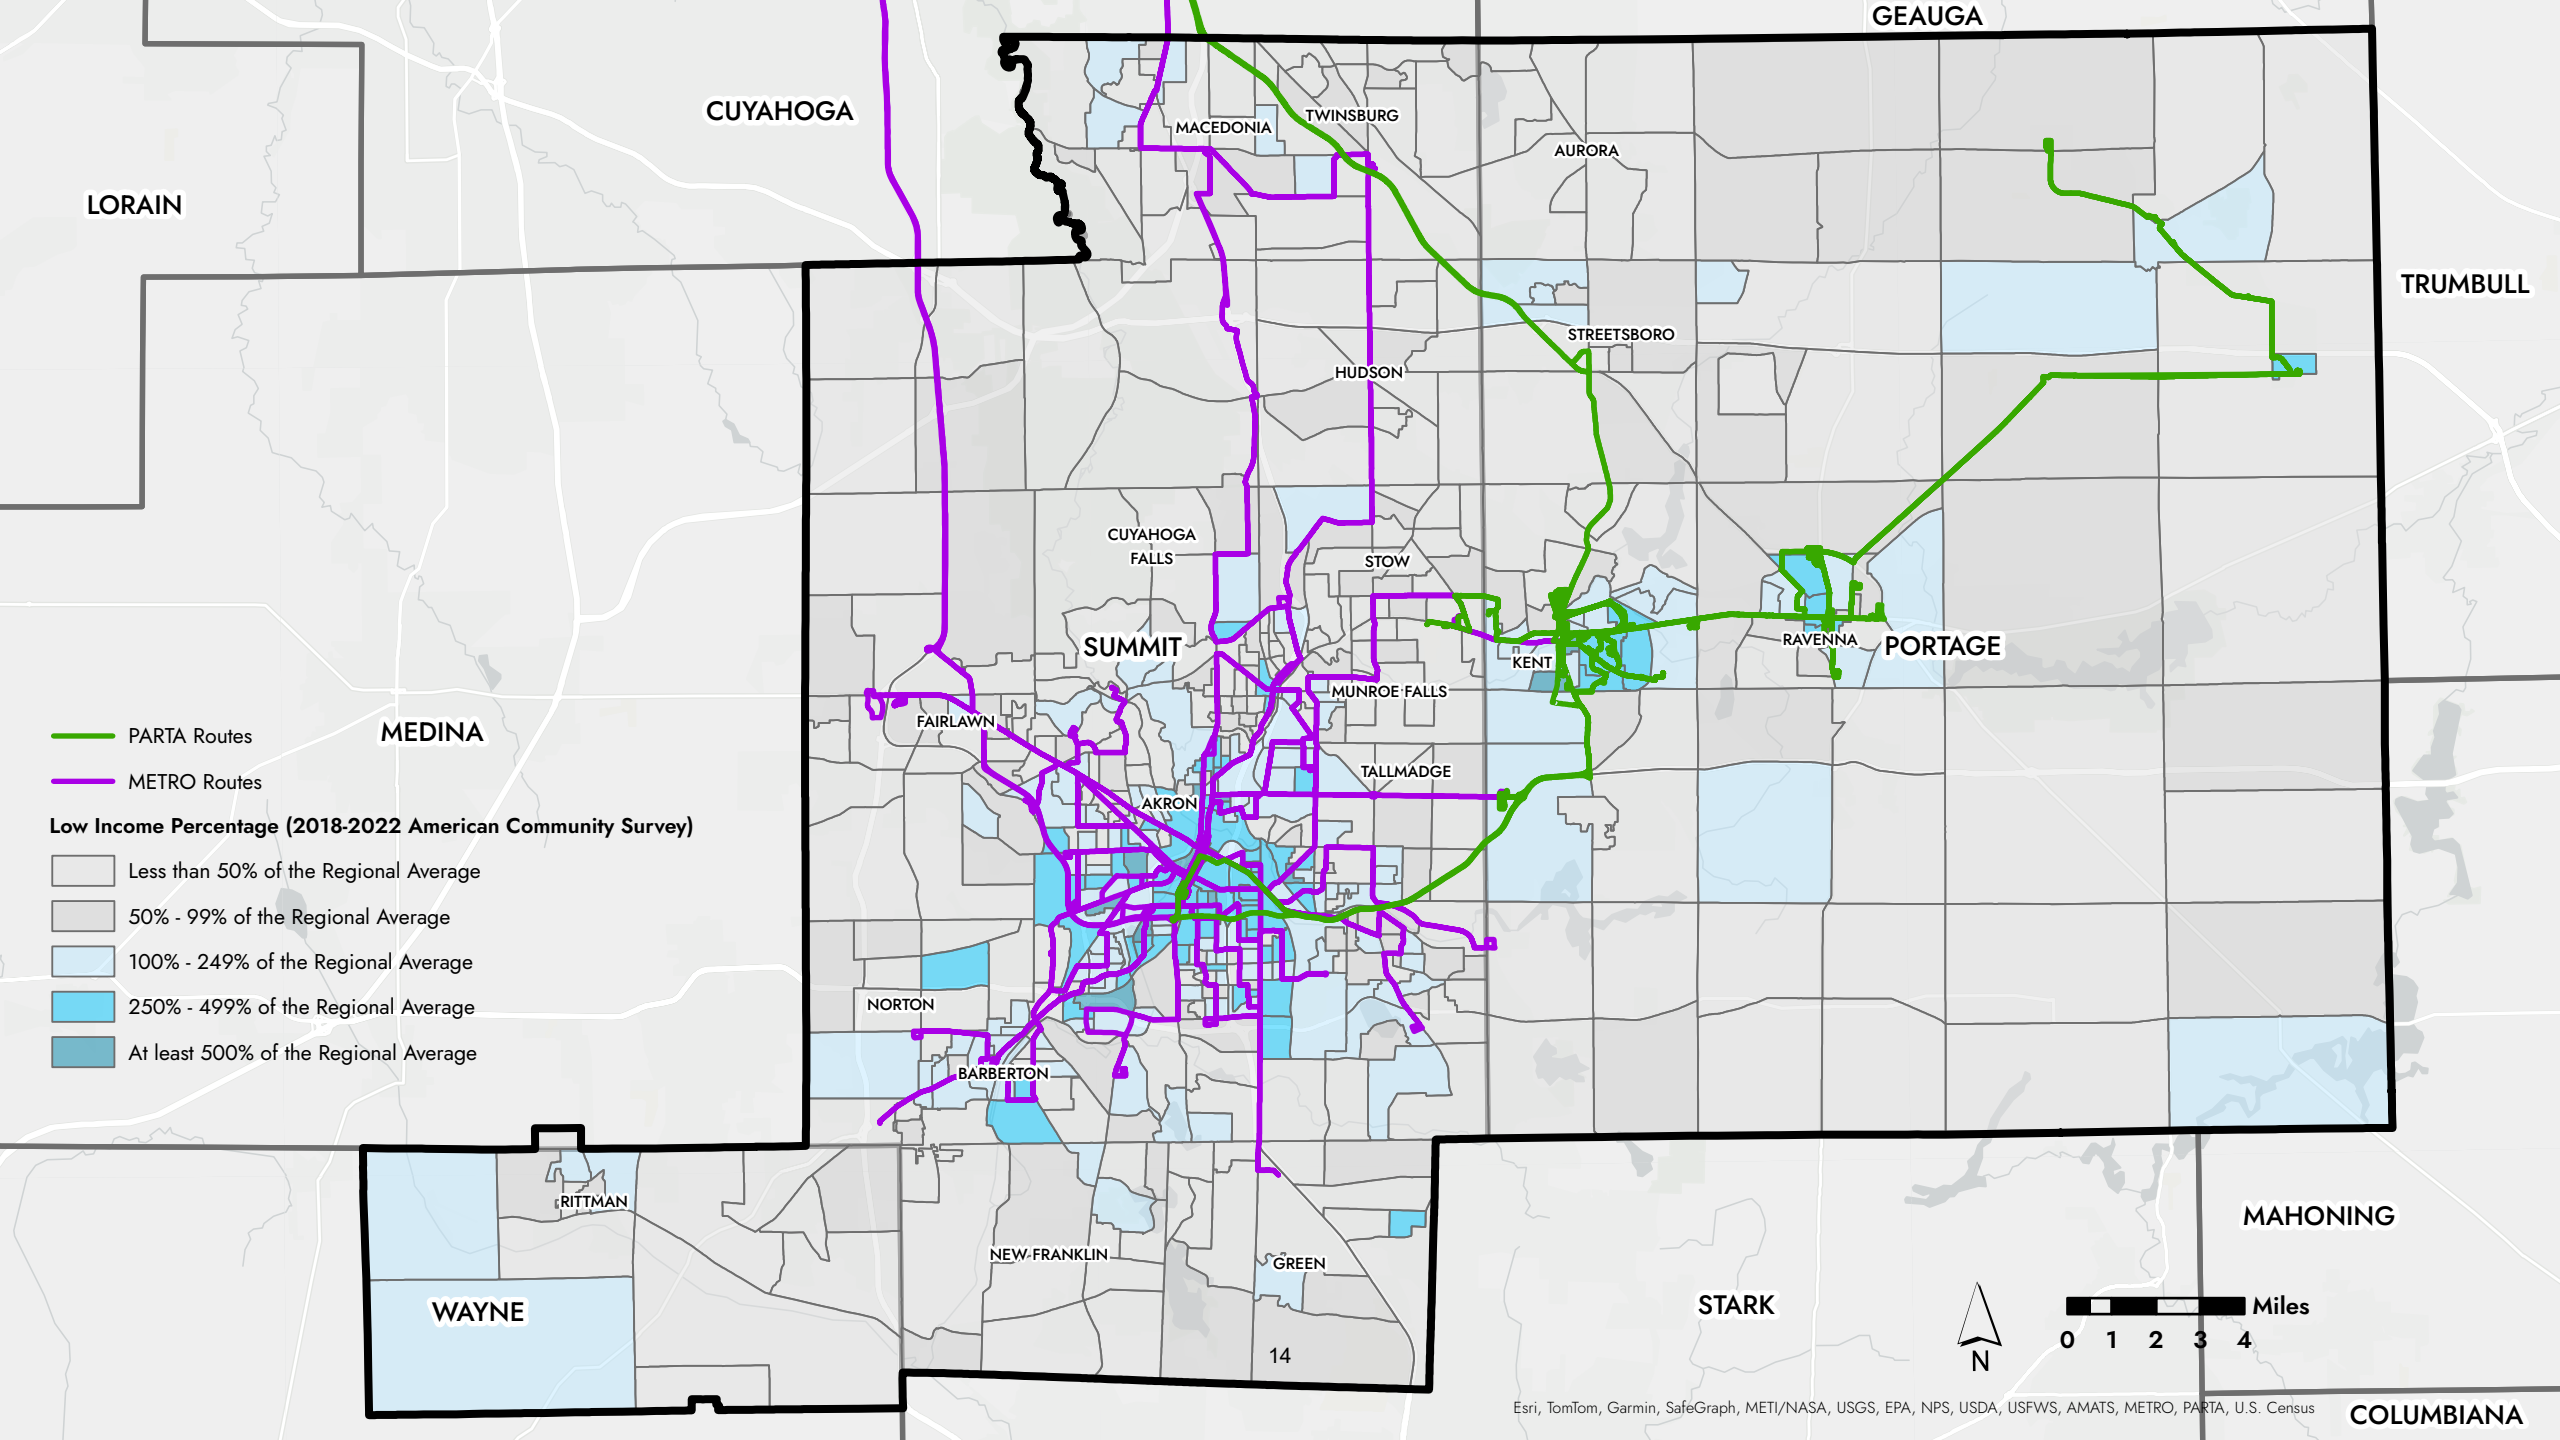 GEAUGA
CUYAHOGA
TWINSBURG
MACEDONIA
AURORA
LORAIN
TRUMBULL
STREETSBORO
HUDSON
CUYAHOGA
FALLS
STOW
SUMMIT
RAVENNA
PORTAGE
KENT
MUNROE FALLS
FAIRLAWN
MEDINA
TALLMADGE
AKRON
PARTA Routes
METRO Routes
Low Income Percentage (2018-2022 American Community Survey)
Less than 50% of the Regional Average
50% - 99% of the Regional Average
100% - 249% of the Regional Average
250% - 499% of the Regional Average
At least 500% of the Regional Average
NORTON
BARBERTON
RITTMAN
NEW FRANKLIN
GREEN
WAYNE
MAHONING
STARK
14
Miles
0 1 2 3 4
N
Esri, TomTom, Garmin, SafeGraph, METI/NASA, USGS, EPA, NPS, USDA, USFWS, AMATS, METRO, PARTA, U.S. Census
COLUMBIANA